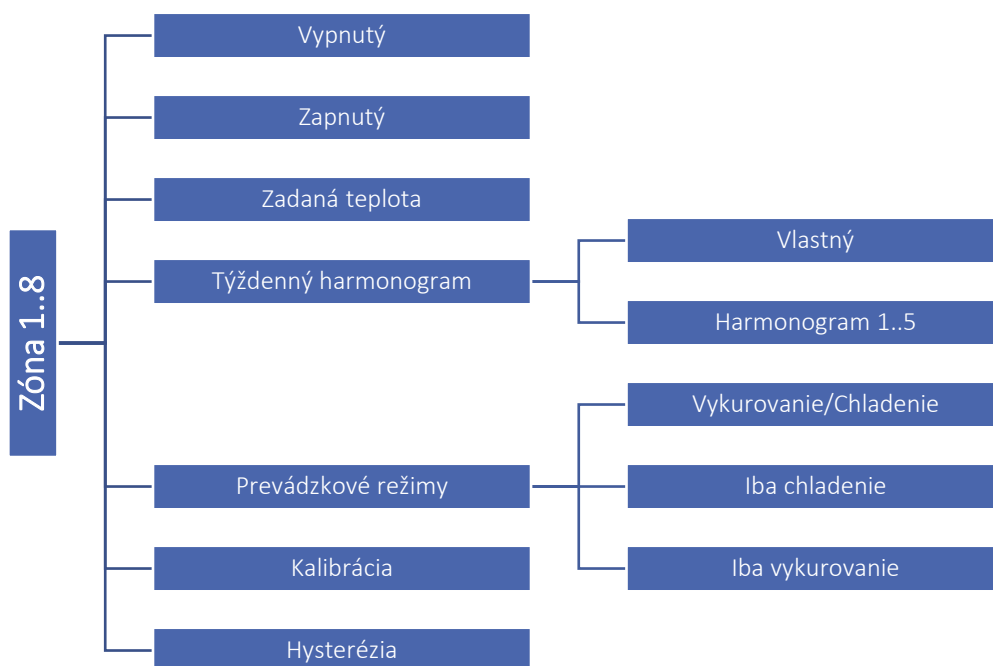 Zóna 1..8
Vypnutý
Zapnutý
Zadaná teplota
Týždenný harmonogram
Vlastný
Harmonogram 1..5
Prevádzkové režimy
Vykurovanie/Chladenie
Iba chladenie
Iba vykurovanie
Kalibrácia
Hysterézia